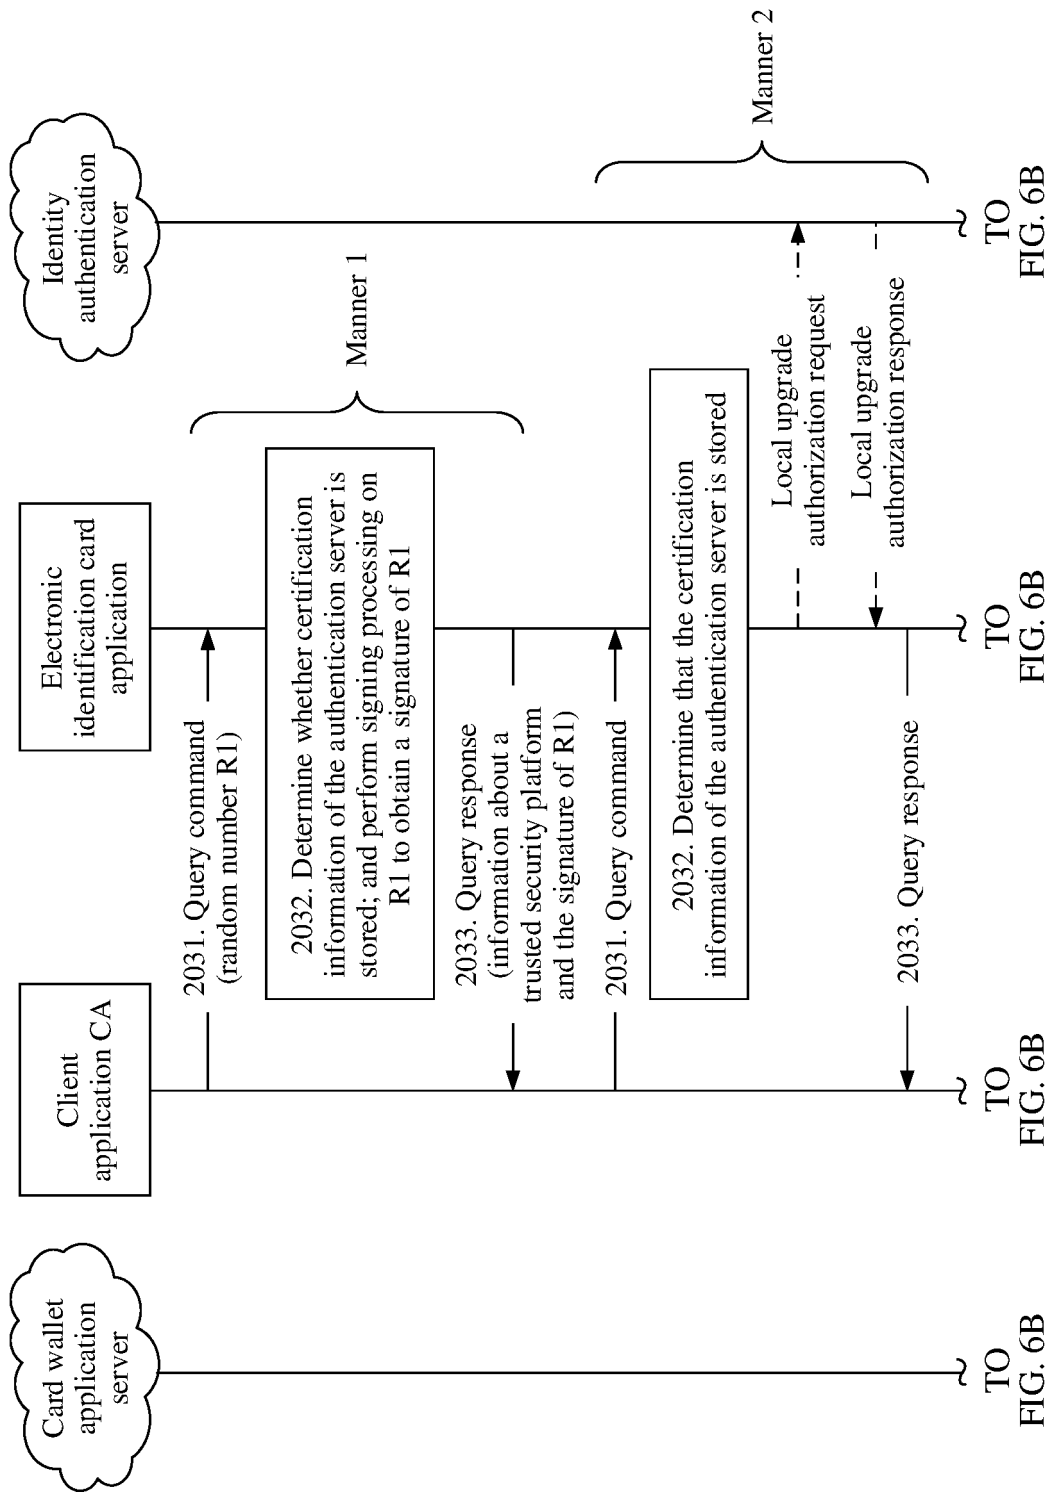 Card wallet
application
server
Client
application CA
Electronic
identification card
application
Identity
authentication
server
2031. Query command
(random number R1)
2032. Determine whether certification
information of the authentication server is
stored; and perform signing processing on
R1 to obtain a signature of R1
Manner 1
2033. Query response
(information about a
trusted security platform
and the signature of R1)
2031. Query command
2032. Determine that the certification
information of the authentication server is stored
Local upgrade
authorization request
Local upgrade
authorization response
Manner 2
2033. Query response
TO
FIG. 6B
TO
FIG. 6B
TO
FIG. 6B
TO
FIG. 6B